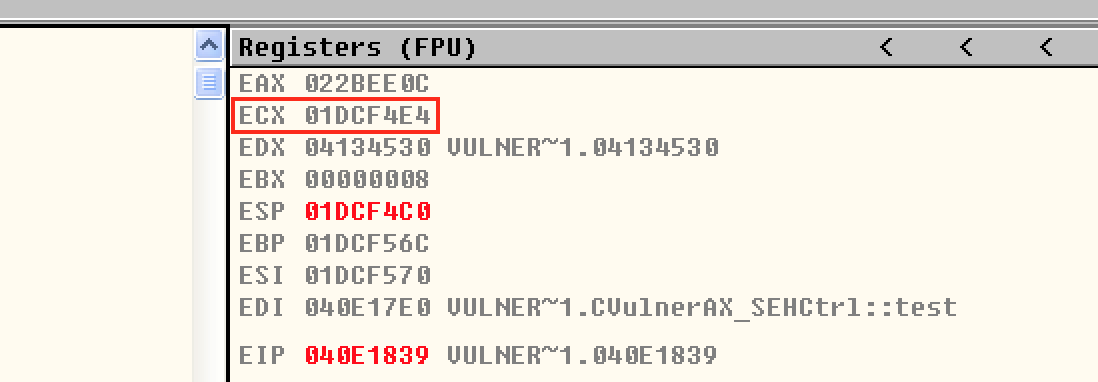 Registers (FPU) < < <
EAX 022BEE0C
ECX 01DCF4E4
EDX 04134530 VULNER~1.04134530
EBX 00000008
ESP 01DCF4C0
EBP 01DCF56C
ESI 01DCF570
EDI 040E17E0 VULNER~1.CVulnerAX_SEHCtrl::test
EIP 040E1839 VULNER~1.040E1839